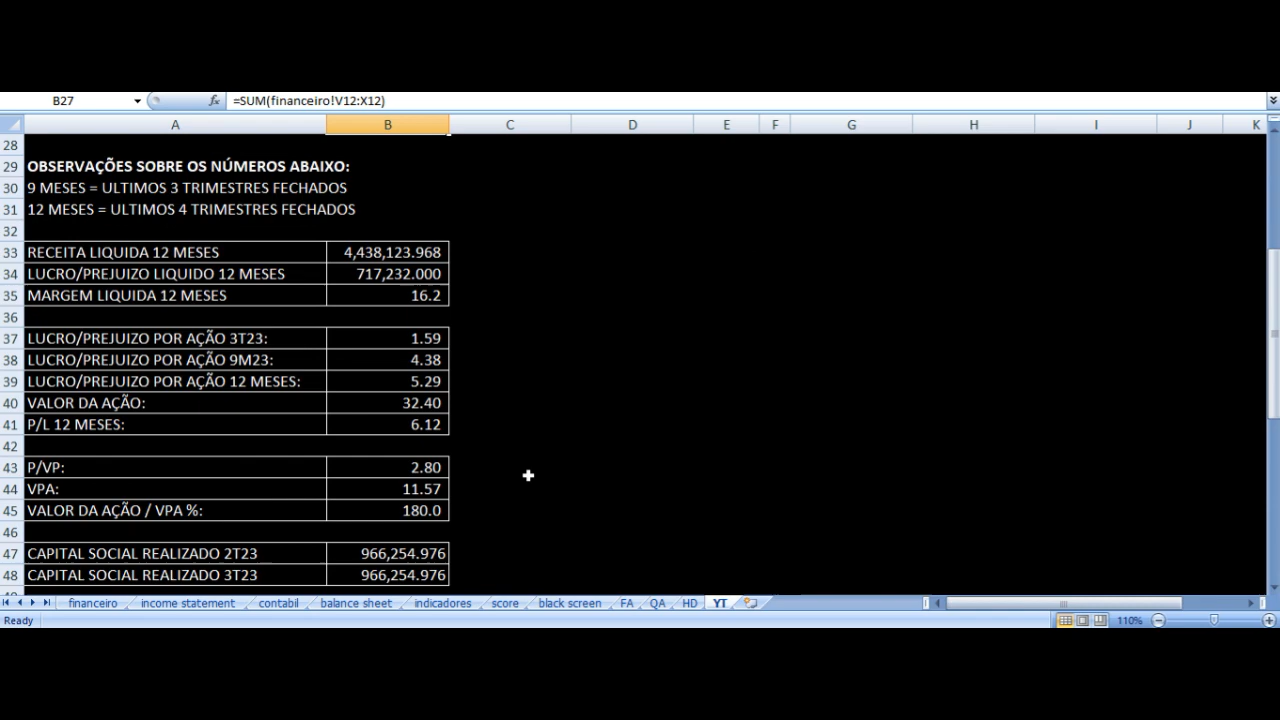 B27 fx =SUM(financeiro!V12:X12)
A B C D E F G H I J K
28
29 OBSERVAÇÕES SOBRE OS NÚMEROS ABAIXO:
30 9 MESES = ULTIMOS 3 TRIMESTRES FECHADOS
31 12 MESES = ULTIMOS 4 TRIMESTRES FECHADOS
32
33 RECEITA LIQUIDA 12 MESES 4,438,123.968
34 LUCRO/PREJUIZO LIQUIDO 12 MESES 717,232.000
35 MARGEM LIQUIDA 12 MESES 16.2
36
37 LUCRO/PREJUIZO POR AÇÃO 3T23: 1.59
38 LUCRO/PREJUIZO POR AÇÃO 9M23: 4.38
39 LUCRO/PREJUIZO POR AÇÃO 12 MESES: 5.29
40 VALOR DA AÇÃO: 32.40
41 P/L 12 MESES: 6.12
42
43 P/VP: 2.80
44 VPA: 11.57
45 VALOR DA AÇÃO / VPA %: 180.0
46
47 CAPITAL SOCIAL REALIZADO 2T23 966,254.976
48 CAPITAL SOCIAL REALIZADO 3T23 966,254.976
financeiro income statement contabil balance sheet indicadores score black screen FA QA HD YT
Ready 110%